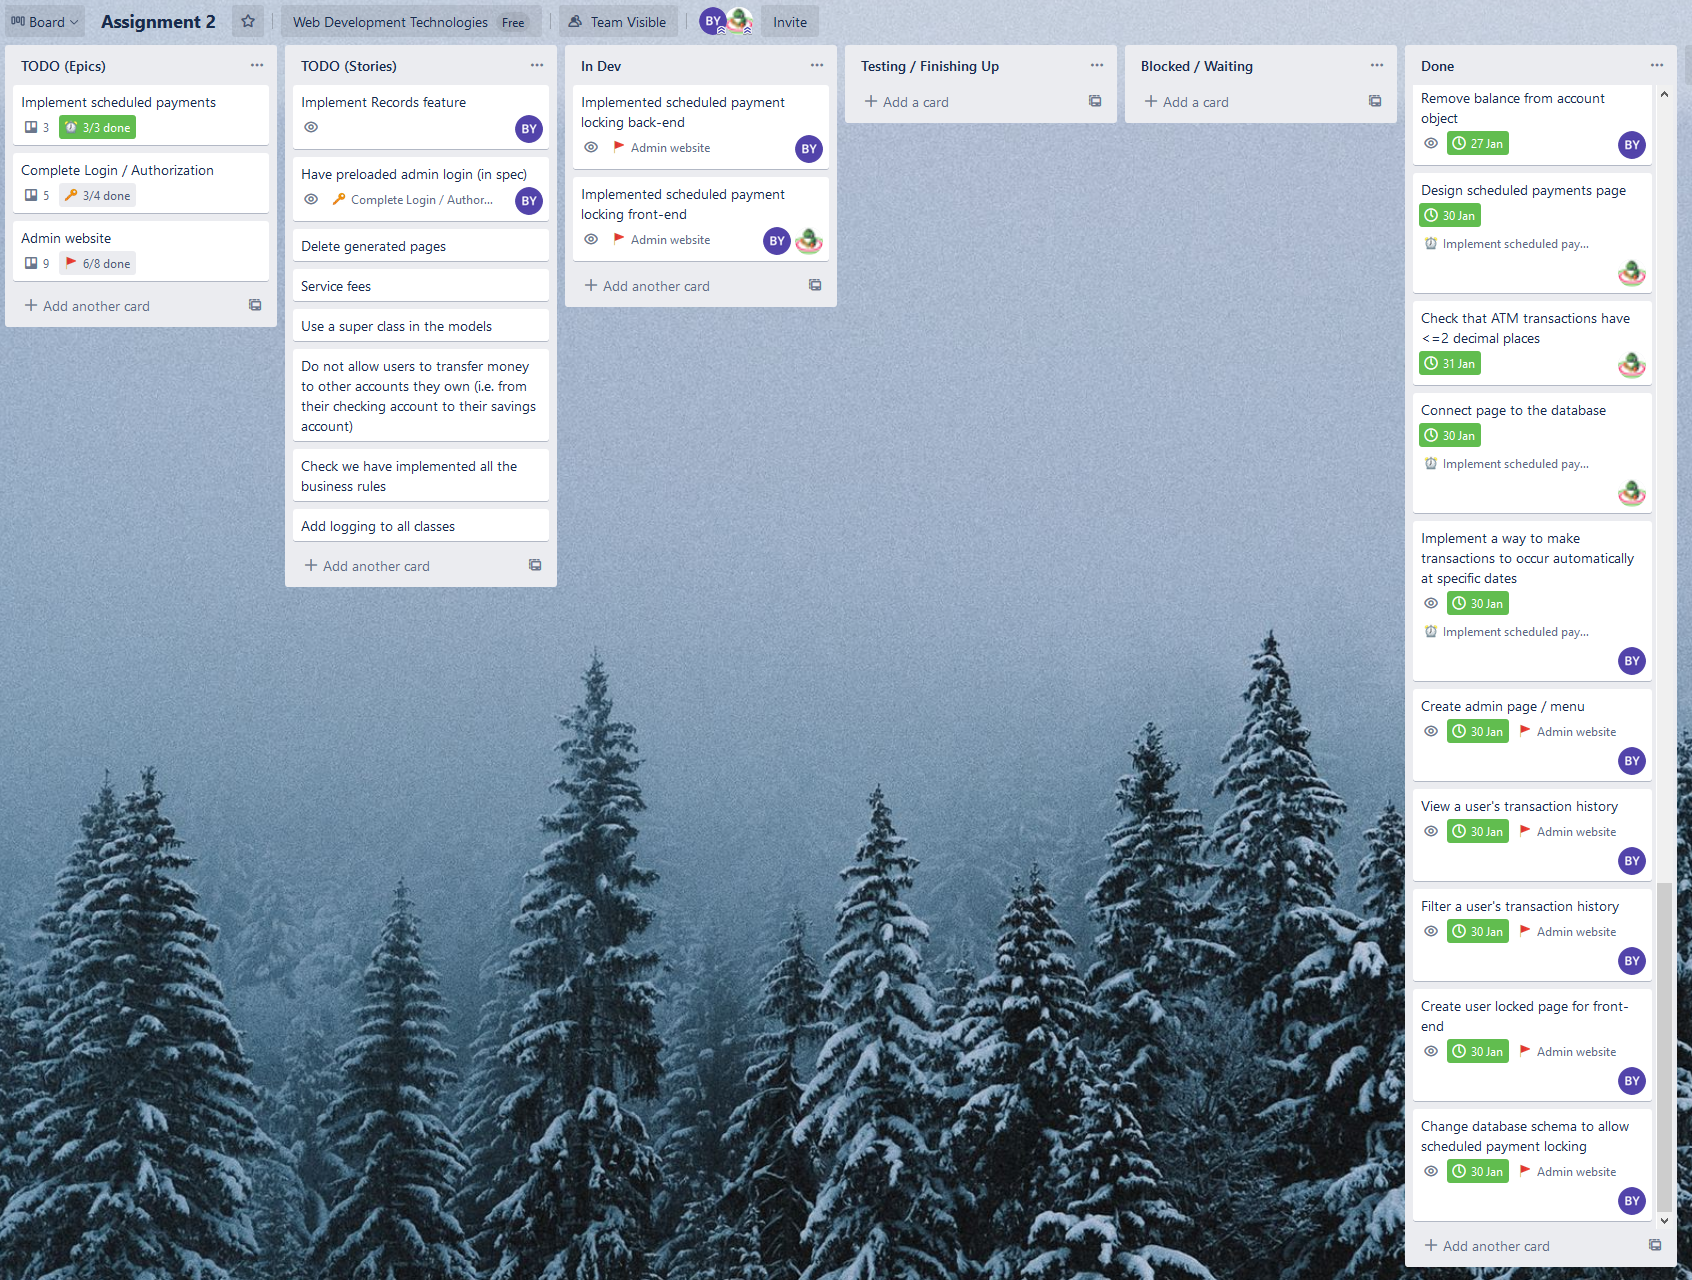 Board
Assignment 2
Web Development Technologies Free
Team Visible
BY
Invite
TODO (Epics)
Implement scheduled payments
3 3/3 done
Complete Login / Authorization
5 3/4 done
Admin website
9 6/8 done
Add another card
TODO (Stories)
Implement Records feature
BY
Have preloaded admin login (in spec)
Complete Login / Author...
BY
Delete generated pages
Service fees
Use a super class in the models
Do not allow users to transfer money
to other accounts they own (i.e. from
their checking account to their savings
account)
Check we have implemented all the
business rules
Add logging to all classes
Add another card
In Dev
Implemented scheduled payment
locking back-end
Admin website
BY
Implemented scheduled payment
locking front-end
Admin website
BY
Add another card
Testing / Finishing Up
Add a card
Blocked / Waiting
Add a card
Done
Remove balance from account
object
27 Jan
BY
Design scheduled payments page
30 Jan
Implement scheduled pay...
Check that ATM transactions have
<=2 decimal places
31 Jan
Connect page to the database
30 Jan
Implement scheduled pay...
Implement a way to make
transactions to occur automatically
at specific dates
30 Jan
Implement scheduled pay...
BY
Create admin page / menu
30 Jan Admin website
BY
View a user's transaction history
30 Jan Admin website
BY
Filter a user's transaction history
30 Jan Admin website
BY
Create user locked page for front-
end
30 Jan Admin website
BY
Change database schema to allow
scheduled payment locking
30 Jan Admin website
BY
Add another card